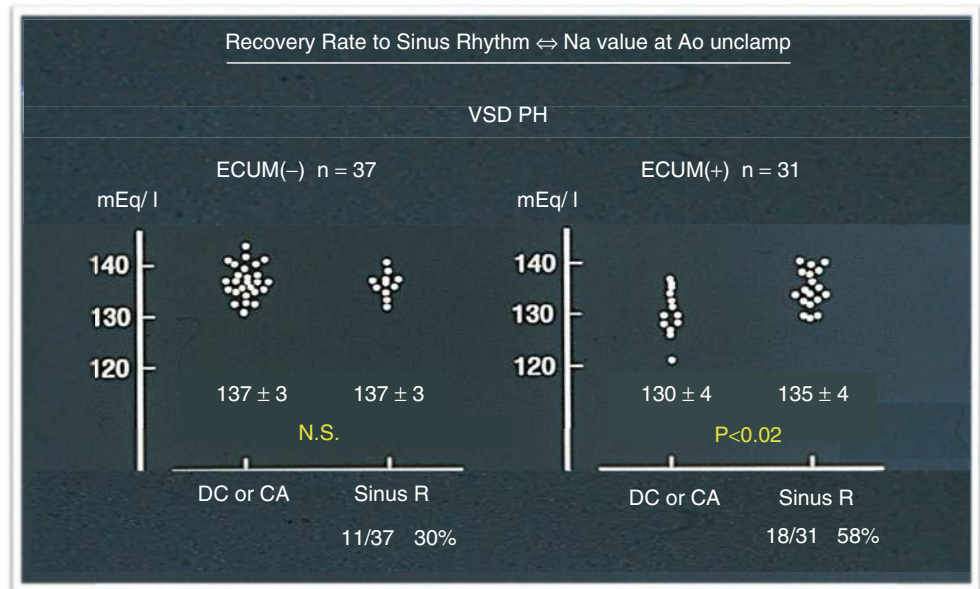 Recovery Rate to Sinus Rhythm ⇔ Na value at Ao unclamp
VSD PH
ECUM(−) n = 37
mEq/ l
140
130
120
137 ± 3 137 ± 3
N.S.
DC or CA Sinus R
11/37 30%
ECUM(+) n = 31
mEq/ l
140
130
120
130 ± 4 135 ± 4
P<0.02
DC or CA Sinus R
18/31 58%